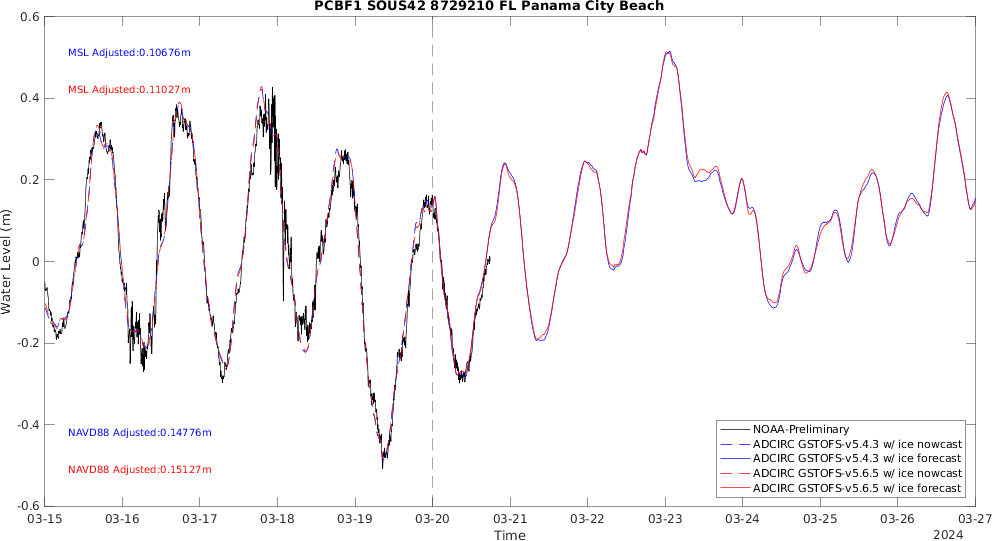 PCBF1 SOUS42 8729210 FL Panama City Beach
0.6
0.4
0.2
0
-0.2
-0.4
-0.6
Water Level (m)
MSL Adjusted:0.10676m
MSL Adjusted:0.11027m
NAVD88 Adjusted:0.14776m
NAVD88 Adjusted:0.15127m
NOAA-Preliminary
ADCIRC GSTOFS-v5.4.3 w/ ice nowcast
ADCIRC GSTOFS-v5.4.3 w/ ice forecast
ADCIRC GSTOFS-v5.6.5 w/ ice nowcast
ADCIRC GSTOFS-v5.6.5 w/ ice forecast
03-15 03-16 03-17 03-18 03-19 03-20 03-21 03-22 03-23 03-24 03-25 03-26 03-27
Time
2024